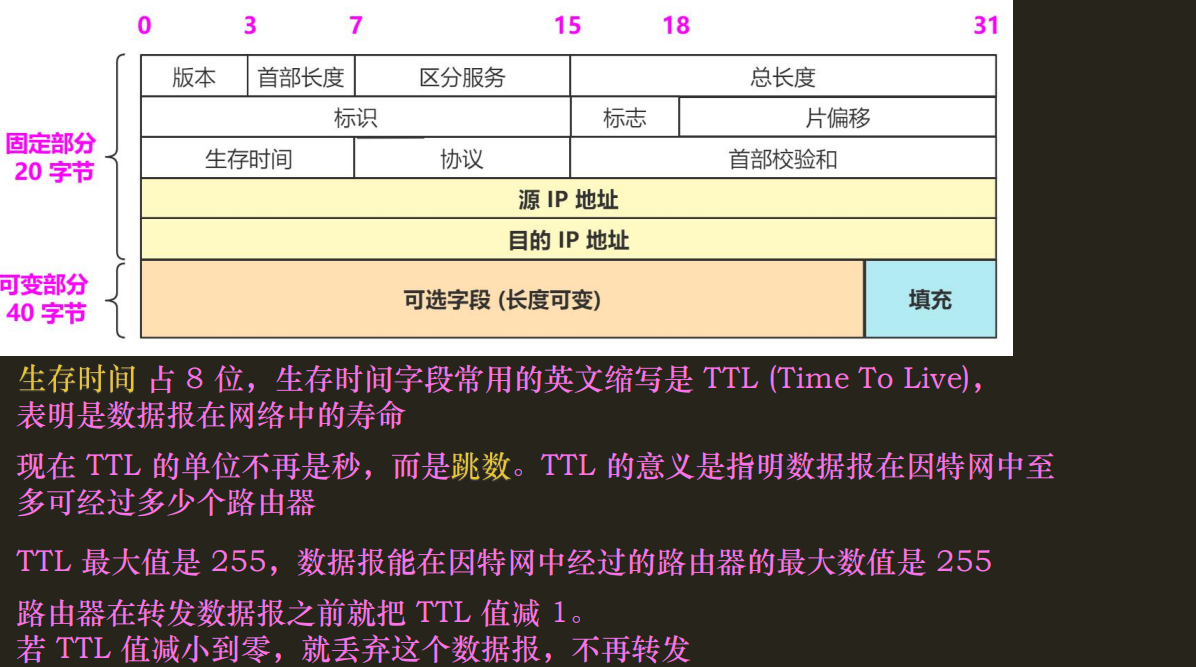 0 3 7 15 18 31
版本 首部长度 区分服务 总长度
标识 标志 片偏移
固定部分
20 字节
生存时间 协议 首部校验和
源 IP 地址
目的 IP 地址
可变部分
40 字节
可选字段 (长度可变) 填充
生存时间 占 8 位，生存时间字段常用的英文缩写是 TTL (Time To Live)，
表明是数据报在网络中的寿命
现在 TTL 的单位不再是秒，而是跳数。TTL 的意义是指明数据报在因特网中至
多可经过多少个路由器
TTL 最大值是 255，数据报能在因特网中经过的路由器的最大数值是 255
路由器在转发数据报之前就把 TTL 值减 1。
若 TTL 值减小到零，就丢弃这个数据报，不再转发